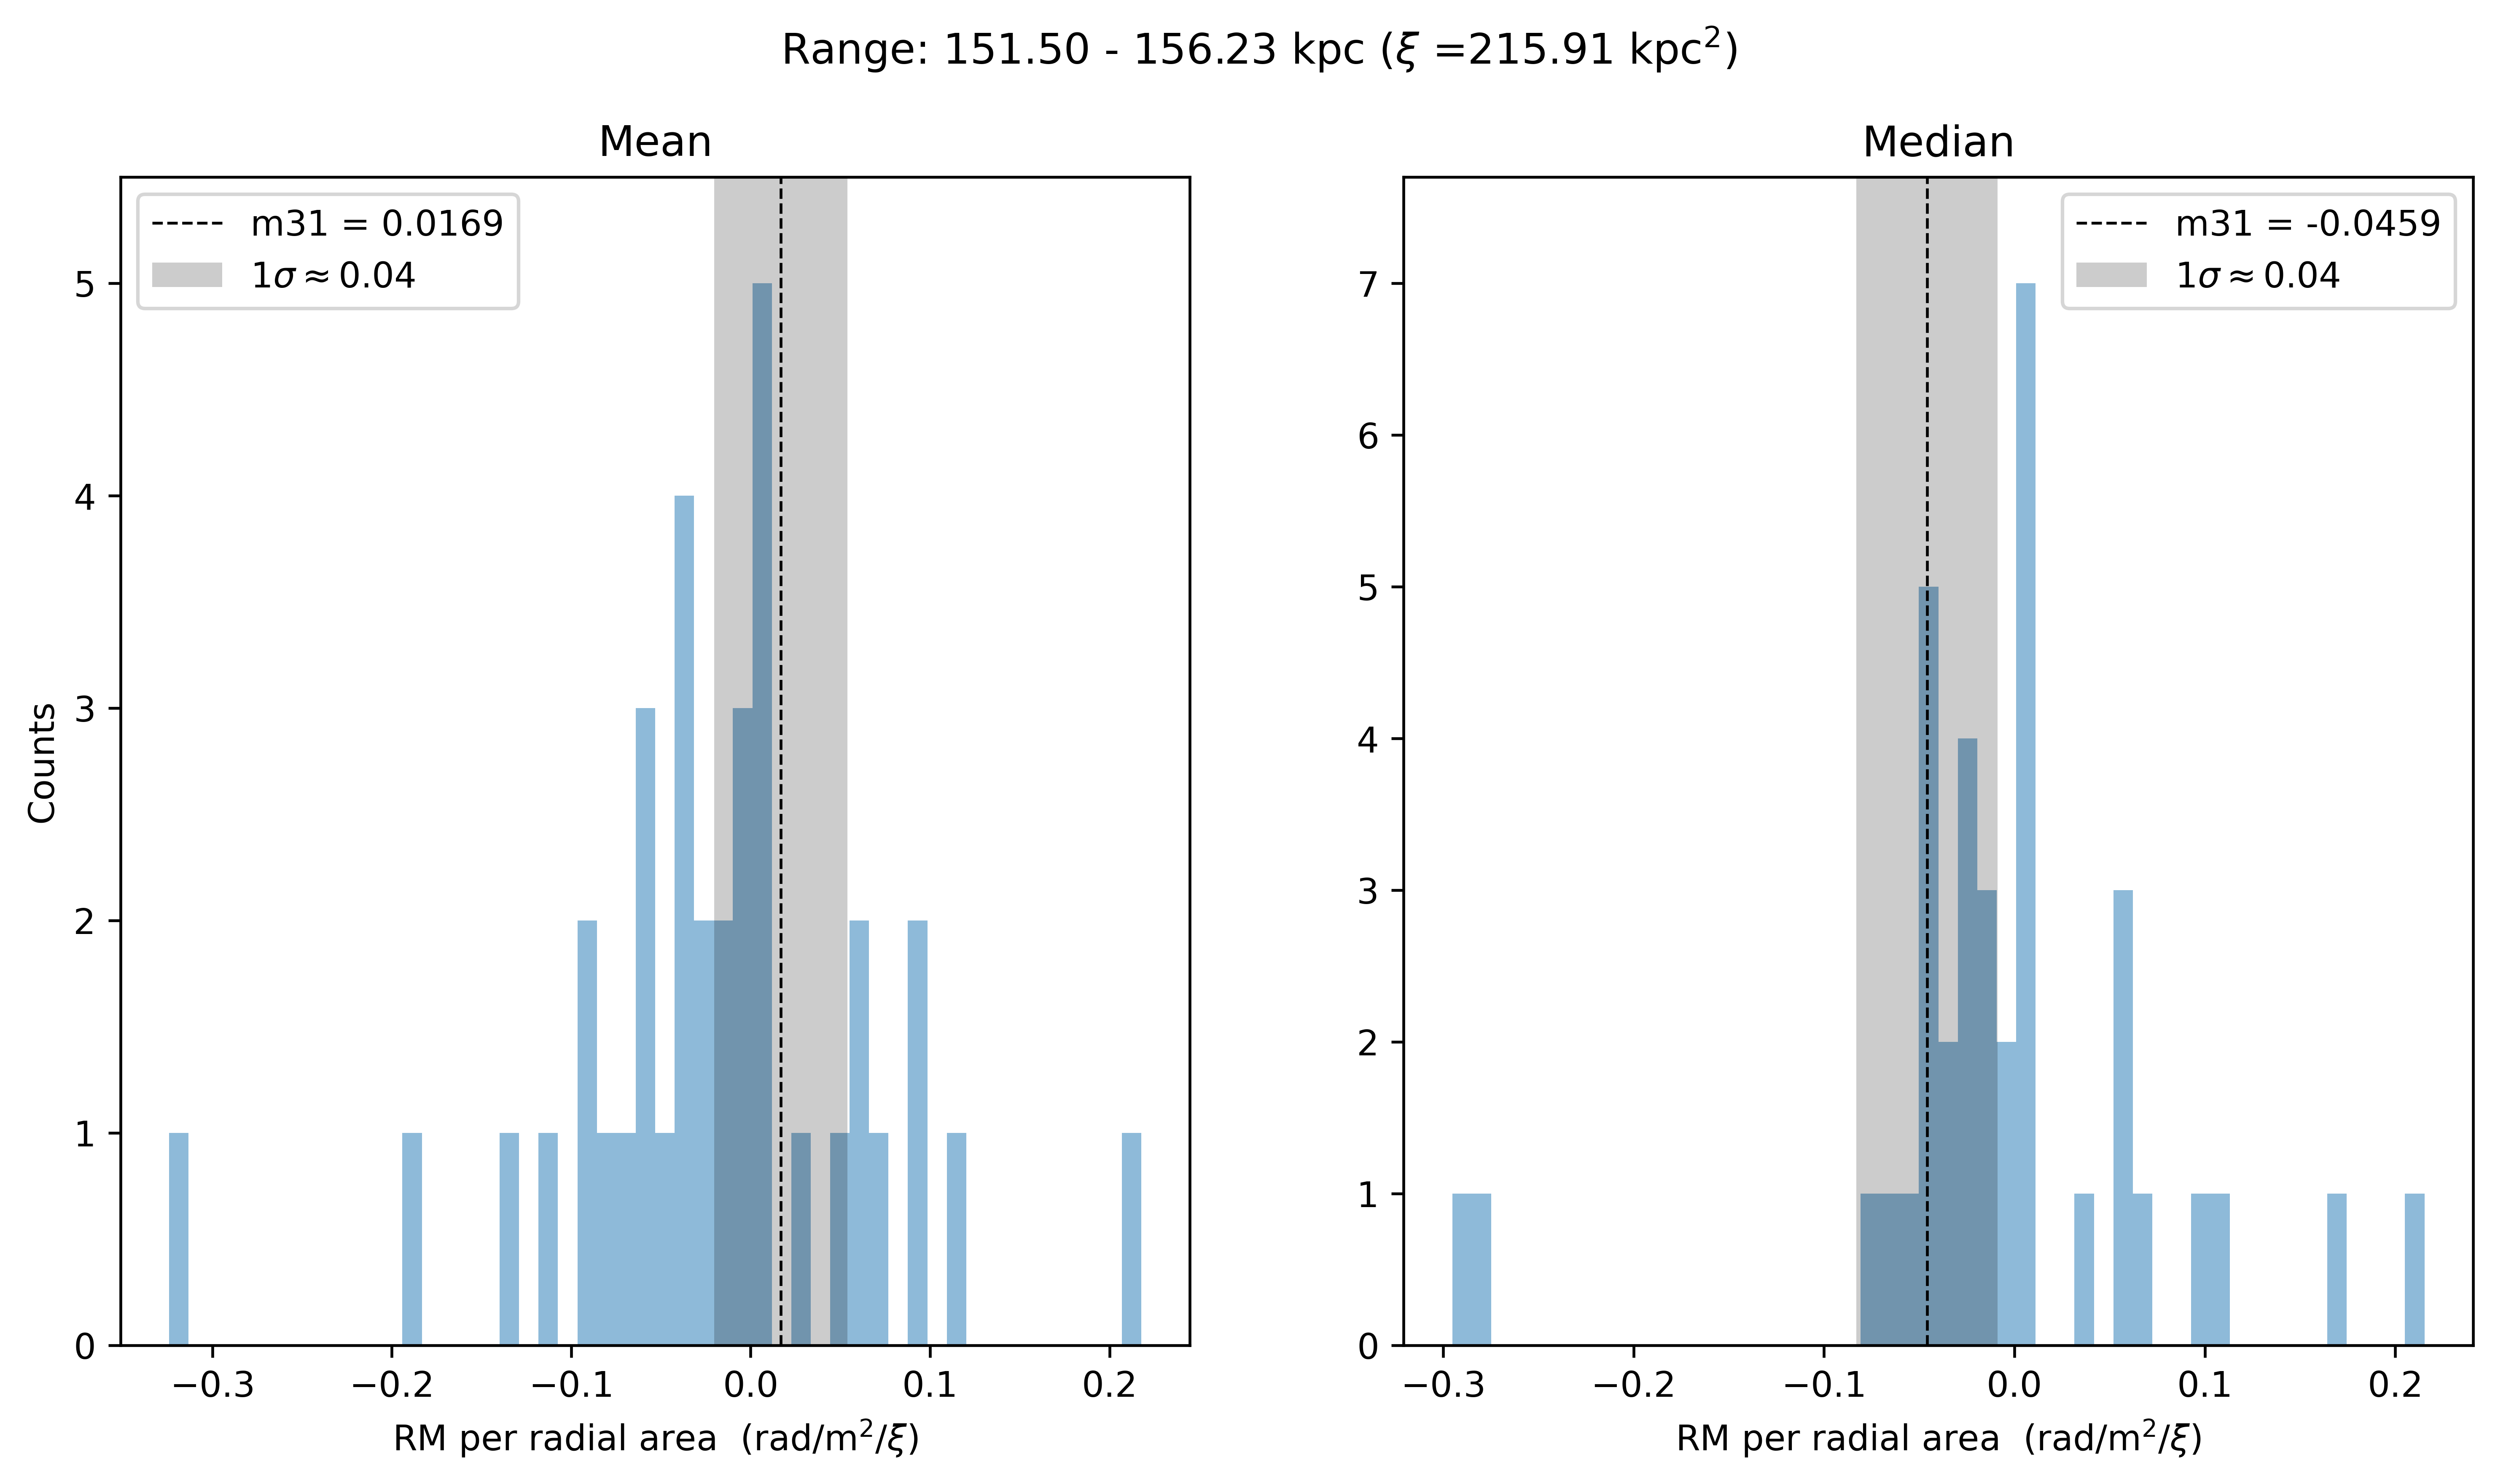 Range: 151.50 - 156.23 kpc (ξ =215.91 kpc²)
Mean
m31 = 0.0169
1σ ≈ 0.04
5
4
3
2
1
0
Counts
−0.3 −0.2 −0.1 0.0 0.1 0.2
RM per radial area (rad/m²/ξ)
Median
m31 = -0.0459
1σ ≈ 0.04
7
6
5
4
3
2
1
0
−0.3 −0.2 −0.1 0.0 0.1 0.2
RM per radial area (rad/m²/ξ)